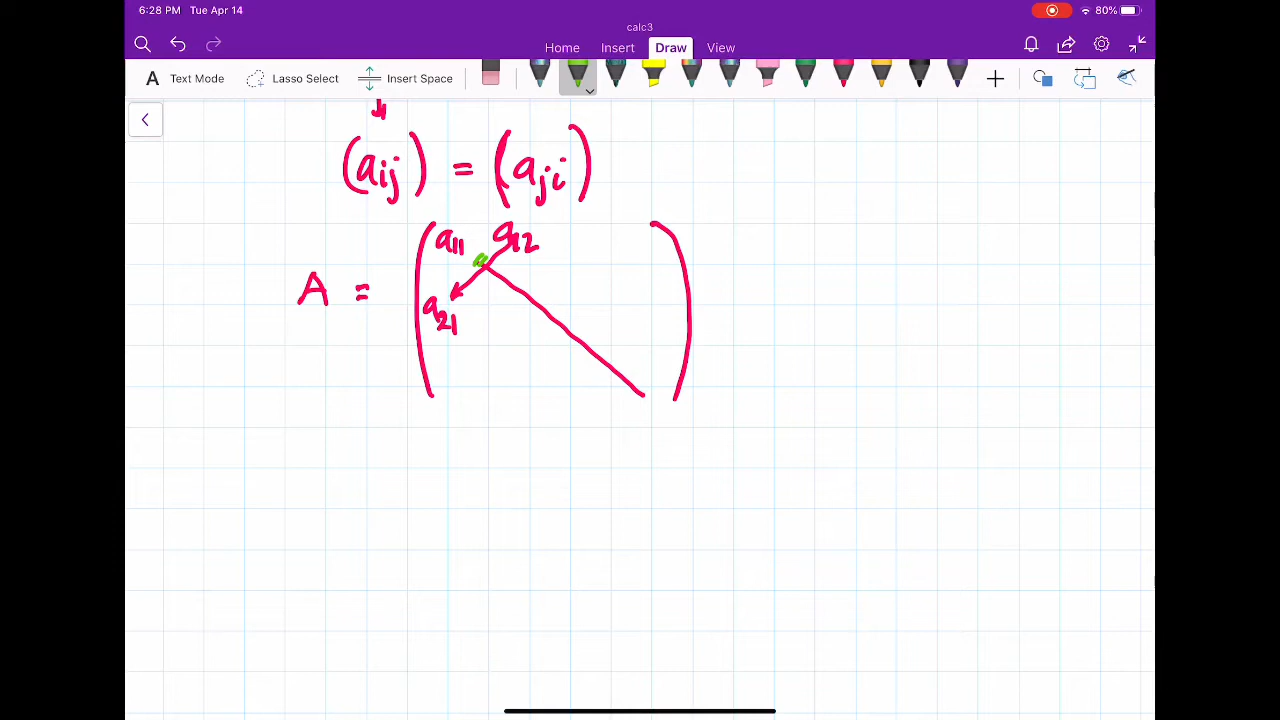 6:28 PM Tue Apr 14 80%
calc3
Home Insert Draw View
A Text Mode Lasso Select Insert Space
(aij) = (aji)
a11 a12
A =
a21